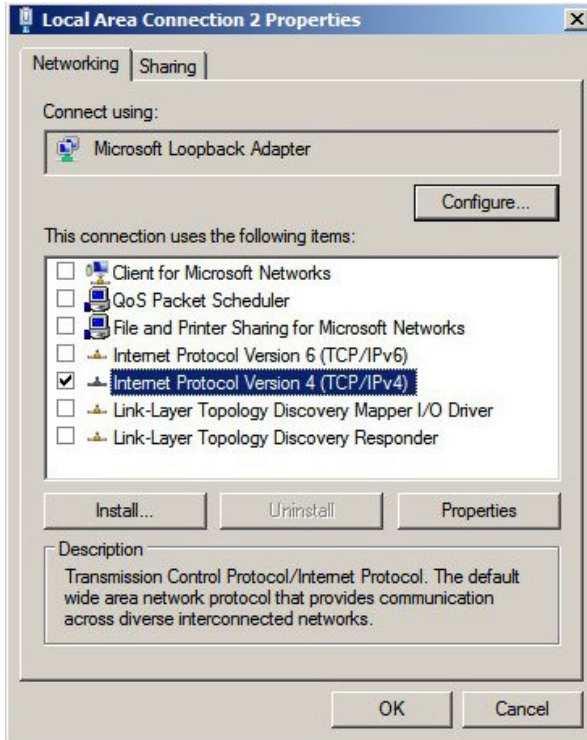 Local Area Connection 2 Properties
Networking
Sharing
Connect using:
Microsoft Loopback Adapter
Configure...
This connection uses the following items:
Client for Microsoft Networks
QoS Packet Scheduler
File and Printer Sharing for Microsoft Networks
Internet Protocol Version 6 (TCP/IPv6)
Internet Protocol Version 4 (TCP/IPv4)
Link-Layer Topology Discovery Mapper I/O Driver
Link-Layer Topology Discovery Responder
Install...
Uninstall
Properties
Description
Transmission Control Protocol/Internet Protocol. The default
wide area network protocol that provides communication
across diverse interconnected networks.
OK
Cancel